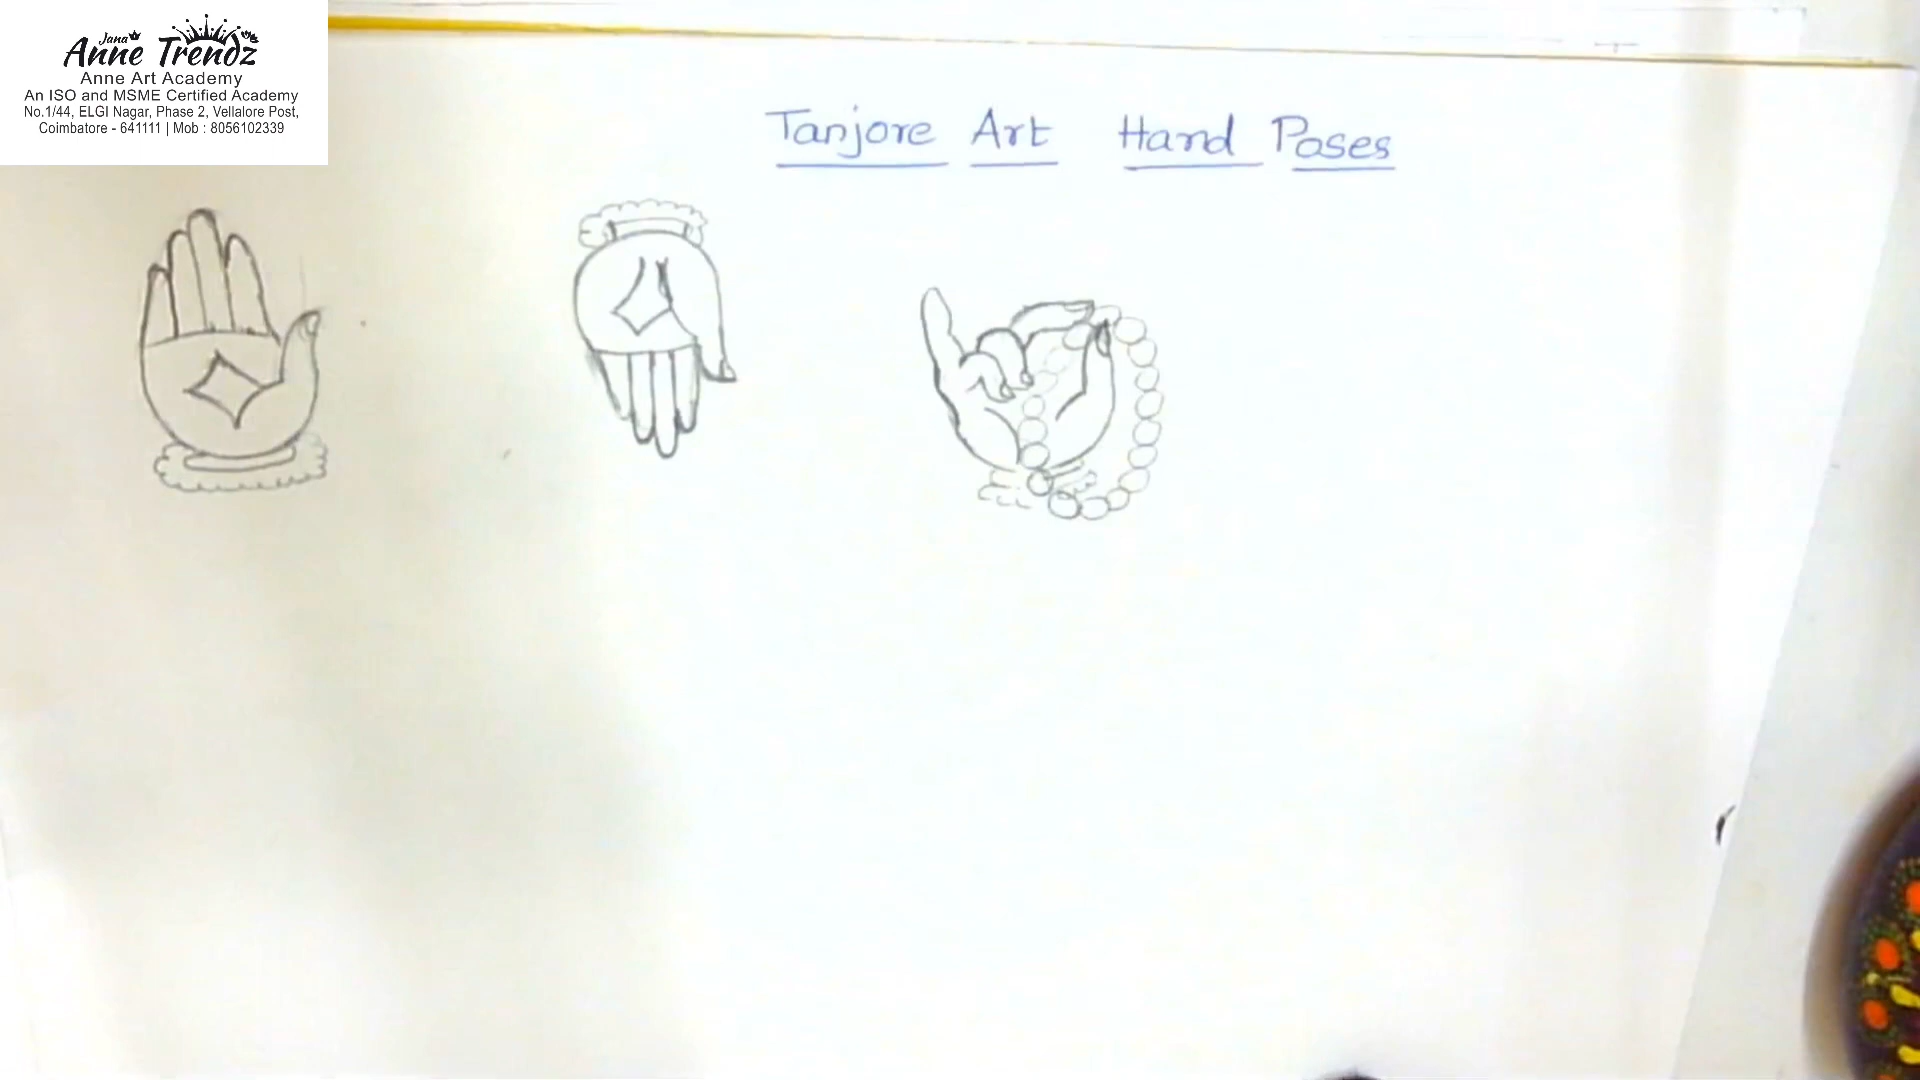 Jana
Anne Trendz
Anne Art Academy
An ISO and MSME Certified Academy
No.1/44, ELGI Nagar, Phase 2, Vellalore Post,
Coimbatore - 641111 | Mob : 8056102339
Tanjore Art Hand Poses